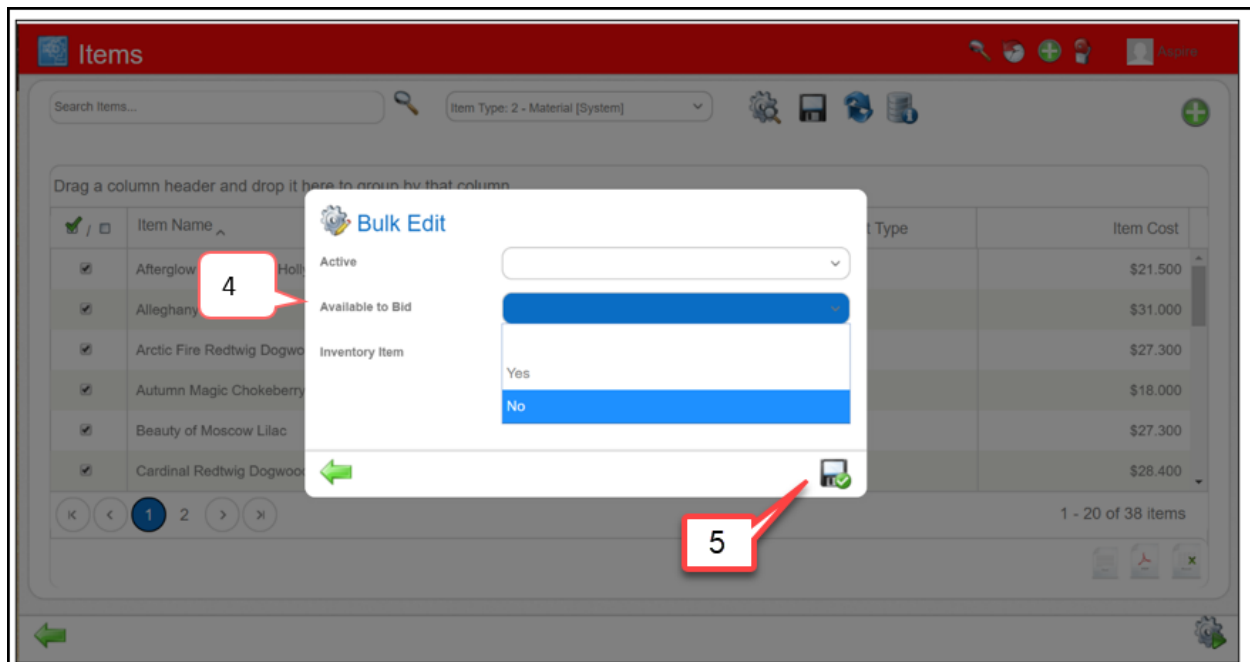 Items
Aspire
Search Items...
Item Type: 2 - Material [System]
Drag a column header and drop it here to group by that column
/
Item Name
Type
Item Cost
Afterglow
Holly
$21.500
Alleghany
$31.000
Arctic Fire Redtwig Dogwo
$27.300
Autumn Magic Chokeberry
$18.000
Beauty of Moscow Lilac
$27.300
Cardinal Redtwig Dogwood
$28.400
Bulk Edit
Active
Available to Bid
Inventory Item
Yes
No
4
5
1 2
1 - 20 of 38 items